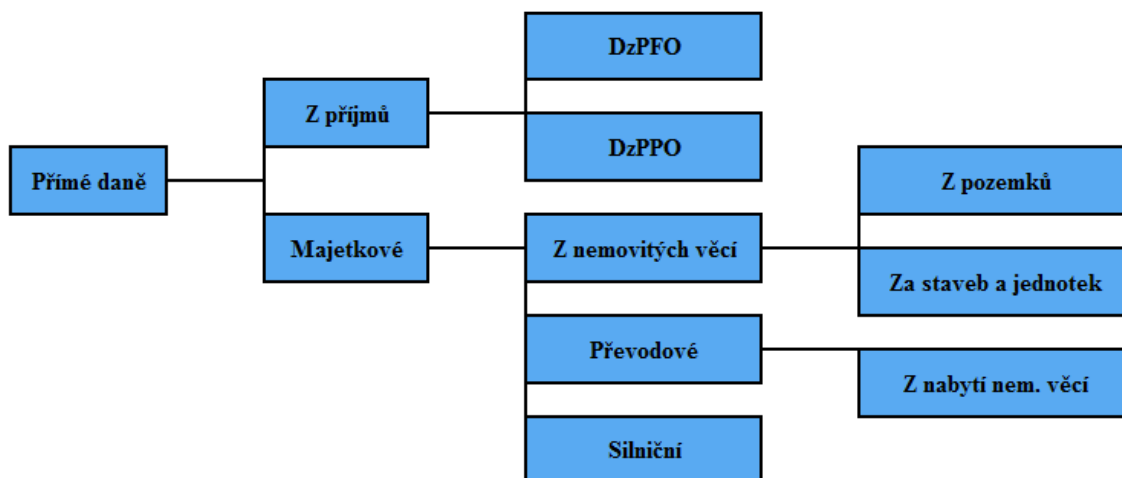 DzPFO
Z příjmů
DzPPO
Přímé daně
Z pozemků
Majetkové
Z nemovitých věcí
Za staveb a jednotek
Převodové
Z nabytí nem. věcí
Silniční